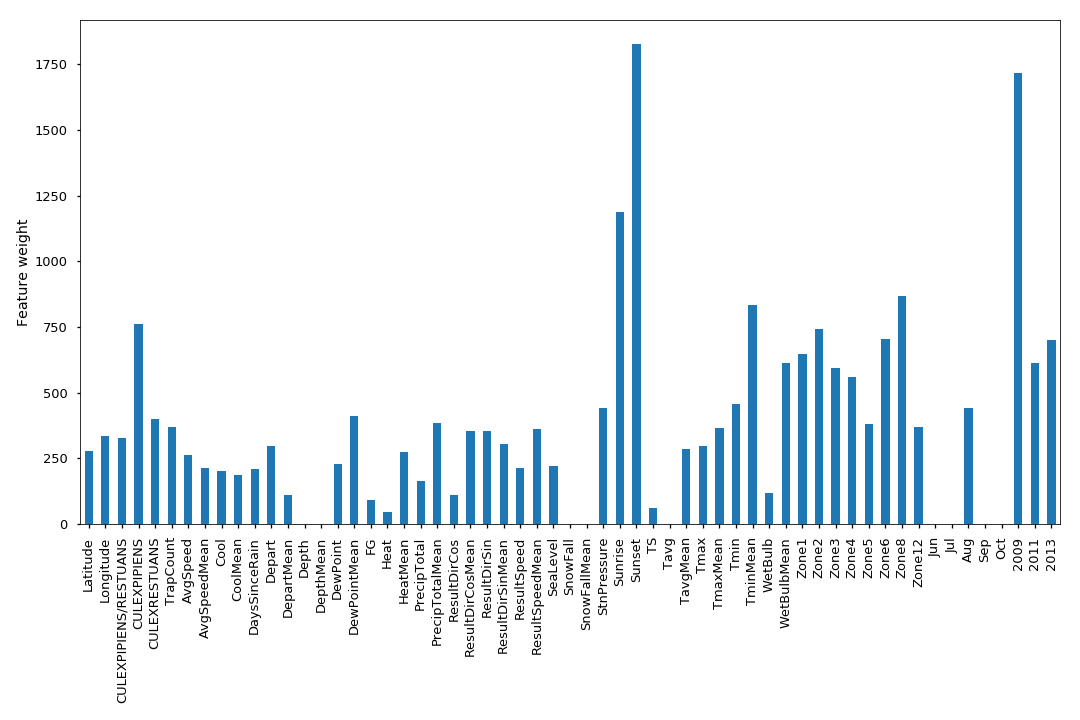 Feature weight
1750
1500
1250
1000
750
500
250
0
Latitude
Longitude
CULEXPIPIENS/RESTUANS
CULEXPIPIENS
CULEXRESTUANS
TrapCount
AvgSpeed
AvgSpeedMean
Cool
CoolMean
DaysSinceRain
Depart
DepartMean
Depth
DepthMean
DewPoint
DewPointMean
FG
Heat
HeatMean
PrecipTotal
PrecipTotalMean
ResultDirCos
ResultDirCosMean
ResultDirSin
ResultDirSinMean
ResultSpeed
ResultSpeedMean
SeaLevel
SnowFall
SnowFallMean
StnPressure
Sunrise
Sunset
TS
Tavg
TavgMean
Tmax
TmaxMean
Tmin
TminMean
WetBulb
WetBulbMean
Zone1
Zone2
Zone3
Zone4
Zone5
Zone6
Zone8
Zone12
Jun
Jul
Aug
Sep
Oct
2009
2011
2013